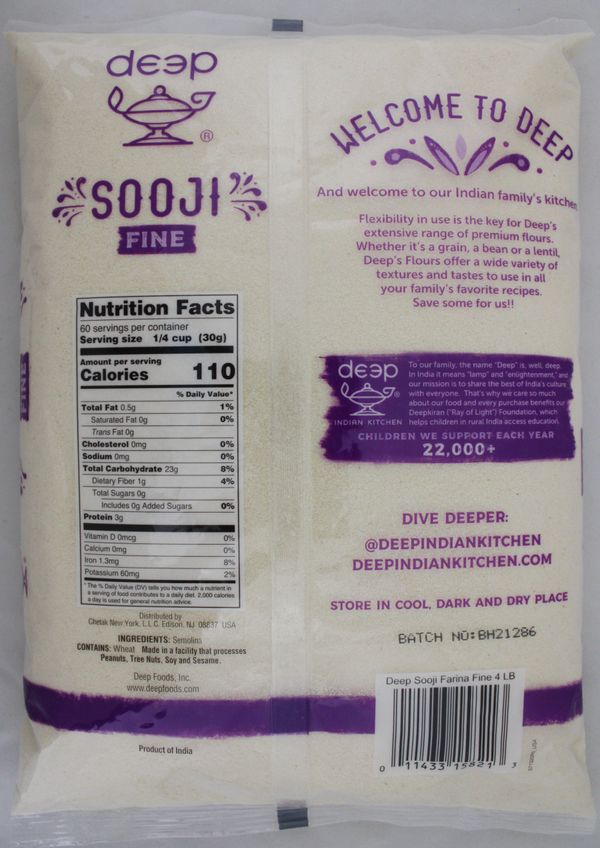 deep
®
SOOJI
FINE
Nutrition Facts
60 servings per container
Serving size 1/4 cup (30g)
Amount per serving
Calories 110
% Daily Value*
Total Fat 0.5g 1%
Saturated Fat 0g 0%
Trans Fat 0g
Cholesterol 0mg 0%
Sodium 0mg 0%
Total Carbohydrate 23g 8%
Dietary Fiber 1g 4%
Total Sugars 0g
Includes 0g Added Sugars 0%
Protein 3g
Vitamin D 0mcg 0%
Calcium 0mg 0%
Iron 1.3mg 8%
Potassium 60mg 2%
* The % Daily Value (DV) tells you how much a nutrient in
a serving of food contributes to a daily diet. 2,000 calories
a day is used for general nutrition advice.
Distributed by
Chetak New York, L.L.C. Edison, NJ 08837 USA
INGREDIENTS: Semolina
CONTAINS: Wheat Made in a facility that processes
Peanuts, Tree Nuts, Soy and Sesame.
Deep Foods, Inc.
www.deepfoods.com
Product of India
WELCOME TO DEEP
And welcome to our Indian family's kitchen
Flexibility in use is the key for Deep's
extensive range of premium flours.
Whether it's a grain, a bean or a lentil,
Deep's Flours offer a wide variety of
textures and tastes to use in all
your family's favorite recipes.
Save some for us!!
deep
®
INDIAN KITCHEN
To our family, the name "Deep" is, well, deep.
In India it means "lamp" and "enlightenment," and
our mission is to share the best of India's culture
with everyone. That's why we care so much
about our food and every purchase benefits our
Deepkiran ("Ray of Light") Foundation, which
helps children in rural India access education.
CHILDREN WE SUPPORT EACH YEAR
22,000+
DIVE DEEPER:
@DEEPINDIANKITCHEN
DEEPINDIANKITCHEN.COM
STORE IN COOL, DARK AND DRY PLACE
BATCH NO:BH21286
Deep Sooji Farina Fine 4 LB
0 11433 15821 3
FINE